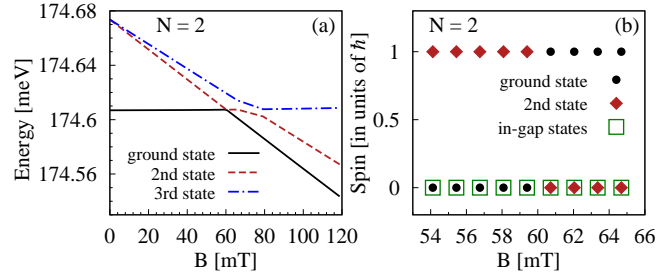 N = 2
(a)
Energy [meV]
174.68
174.64
174.6
174.56
ground state
2nd state
3rd state
0 20 40 60 80 100 120
B [mT]
N = 2
(b)
Spin [in units of ħ]
1
0.5
0
ground state
2nd state
in-gap states
54 56 58 60 62 64 66
B [mT]